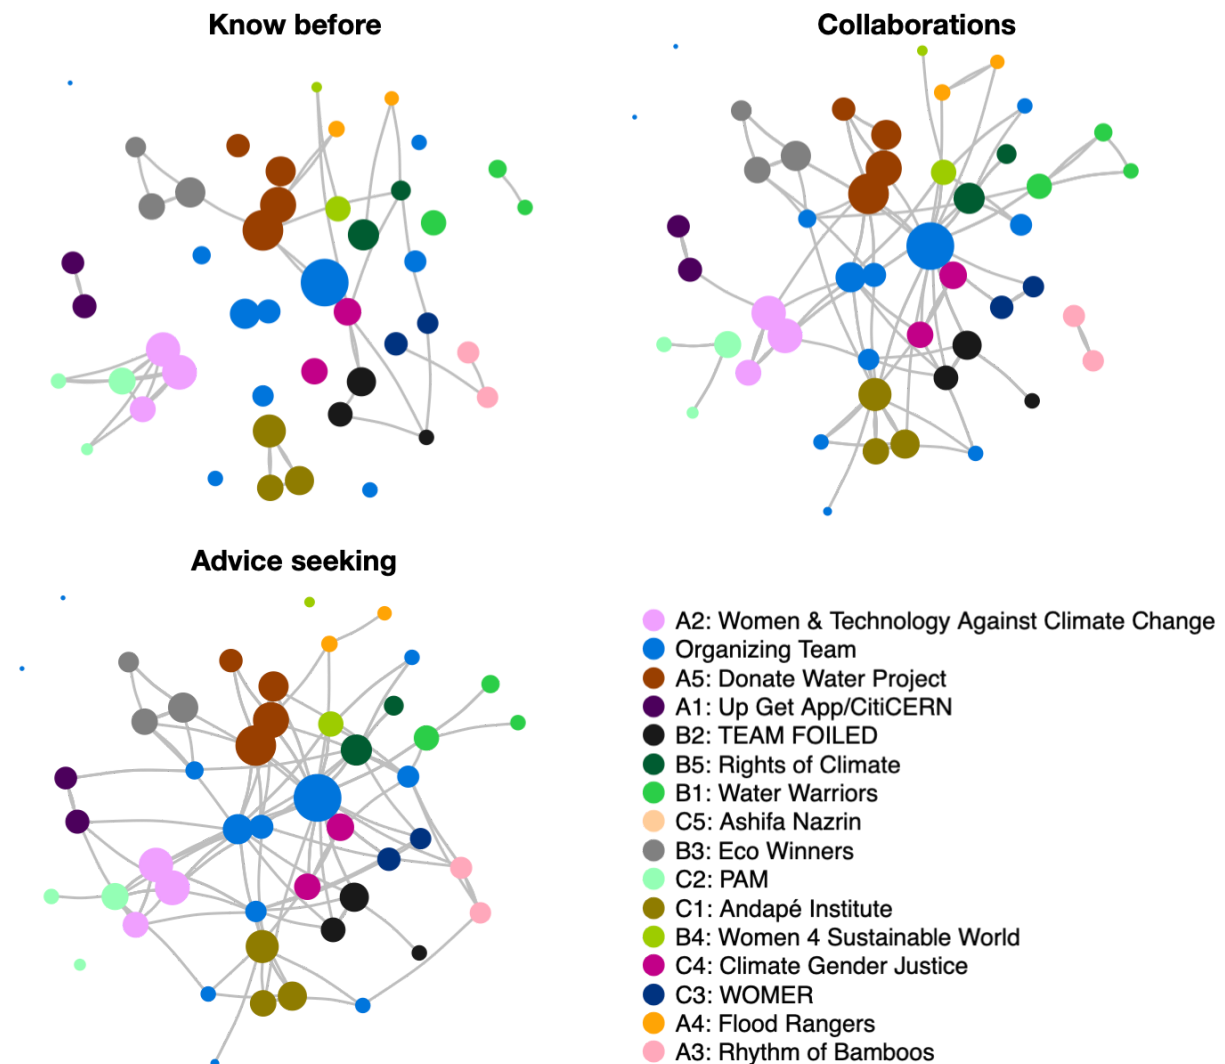 Know before
Collaborations
Advice seeking
A2: Women & Technology Against Climate Change
Organizing Team
A5: Donate Water Project
A1: Up Get App/CitiCERN
B2: TEAM FOILED
B5: Rights of Climate
B1: Water Warriors
C5: Ashifa Nazrin
B3: Eco Winners
C2: PAM
C1: Andapé Institute
B4: Women 4 Sustainable World
C4: Climate Gender Justice
C3: WOMER
A4: Flood Rangers
A3: Rhythm of Bamboos